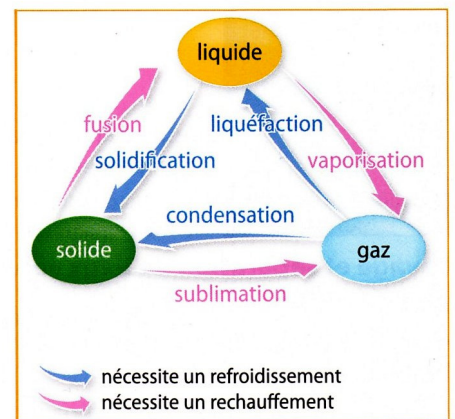 liquide
fusion
liquéfaction
solidification
vaporisation
condensation
solide
gaz
sublimation
nécessite un refroidissement
nécessite un rechauffement